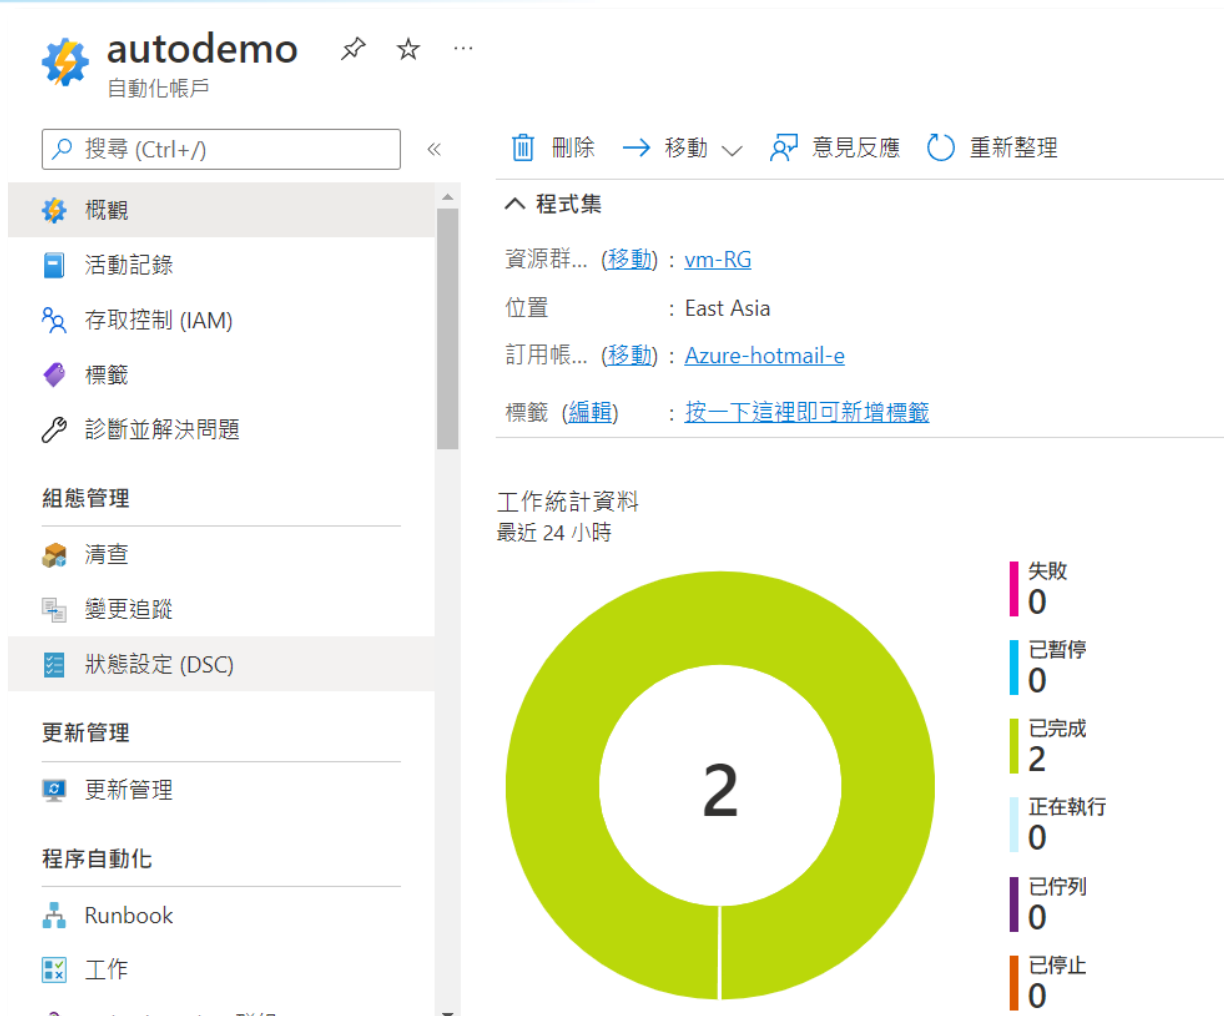 autodemo
自動化帳戶
搜尋 (Ctrl+/)
概觀
活動記錄
存取控制 (IAM)
標籤
診斷並解決問題
組態管理
清查
變更追蹤
狀態設定 (DSC)
更新管理
更新管理
程序自動化
Runbook
工作
刪除
移動
意見反應
重新整理
程式集
資源群... (移動) : vm-RG
位置 : East Asia
訂用帳... (移動) : Azure-hotmail-e
標籤 (編輯) : 按一下這裡即可新增標籤
工作統計資料
最近 24 小時
2
失敗
0
已暫停
0
已完成
2
正在執行
0
已佇列
0
已停止
0